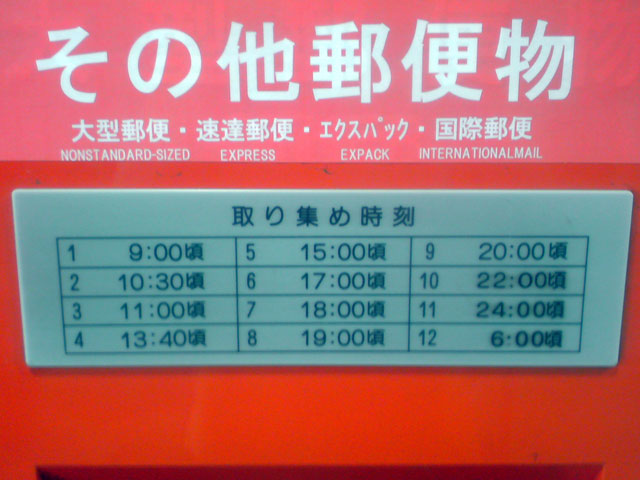 その他郵便物
大型郵便・速達郵便・エクスパック・国際郵便
NONSTANDARD-SIZED EXPRESS EXPACK INTERNATIONALMAIL
取り集め時刻
1 9:00頃 5 15:00頃 9 20:00頃
2 10:30頃 6 17:00頃 10 22:00頃
3 11:00頃 7 18:00頃 11 24:00頃
4 13:40頃 8 19:00頃 12 6:00頃